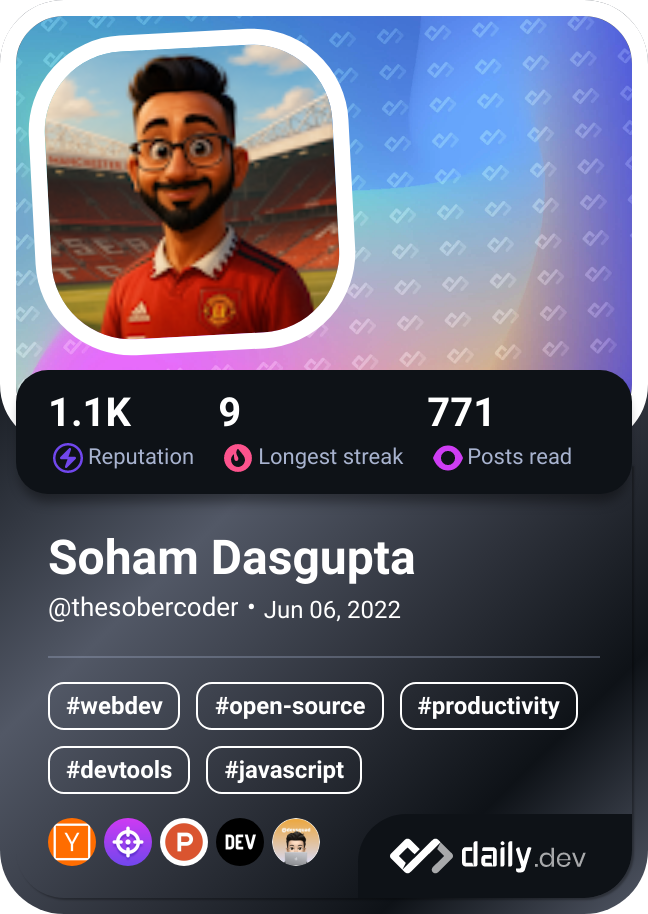 1.1K 9 771
Reputation Longest streak Posts read
Soham Dasgupta
@thesobercoder • Jun 06, 2022
#webdev #open-source #productivity
#devtools #javascript
Y P DEV
daily.dev